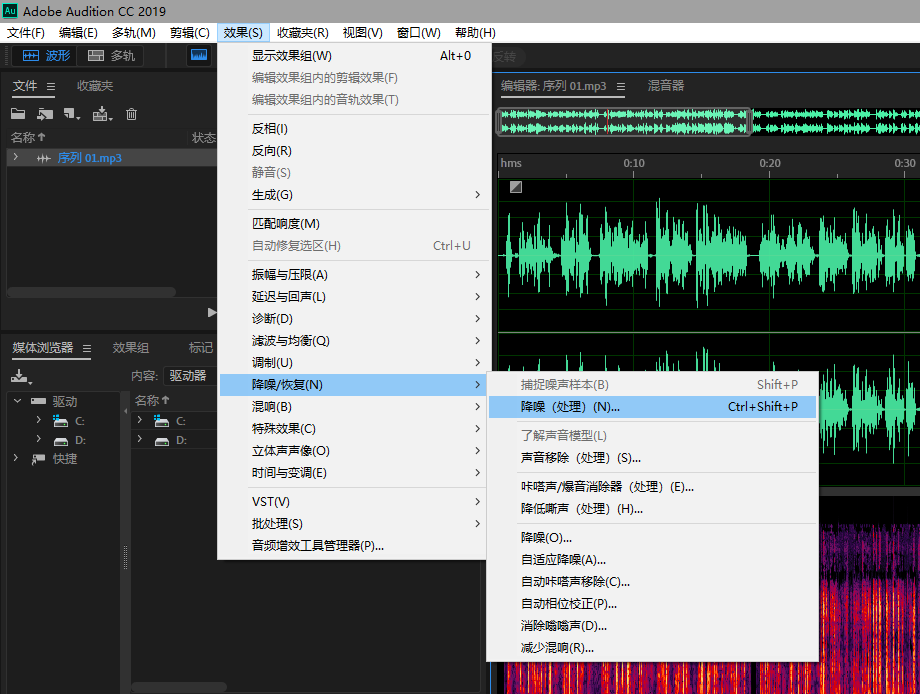 Au Adobe Audition CC 2019
文件(F) 编辑(E) 多轨(M) 剪辑(C) 效果(S) 收藏夹(R) 视图(V) 窗口(W) 帮助(H)
波形 多轨
反转
文件 收藏夹
名称 状态
序列 01.mp3
显示效果组(W) Alt+0
编辑效果组内的剪辑效果(F)
编辑效果组内的音轨效果(T)
反相(I)
反向(R)
静音(S)
生成(G)
匹配响度(M)
自动修复选区(H) Ctrl+U
振幅与压限(A)
延迟与回声(L)
诊断(D)
滤波与均衡(Q)
调制(U)
降噪/恢复(N)
混响(B)
特殊效果(C)
立体声声像(O)
时间与变调(E)
VST(V)
批处理(S)
音频增效工具管理器(P)...
编辑器: 序列 01.mp3 混音器
hms 0:10 0:20 0:30
捕捉噪声样本(B) Shift+P
降噪（处理）(N)... Ctrl+Shift+P
了解声音模型(L)
声音移除（处理）(S)...
咔嗒声/爆音消除器（处理）(E)...
降低嘶声（处理）(H)...
降噪(O)...
自适应降噪(A)...
自动咔嗒声移除(C)...
自动相位校正(P)...
消除嗡嗡声(D)...
减少混响(R)...
媒体浏览器 效果组 标记
内容: 驱动器
驱动 名称
C: C:
D: D:
快捷